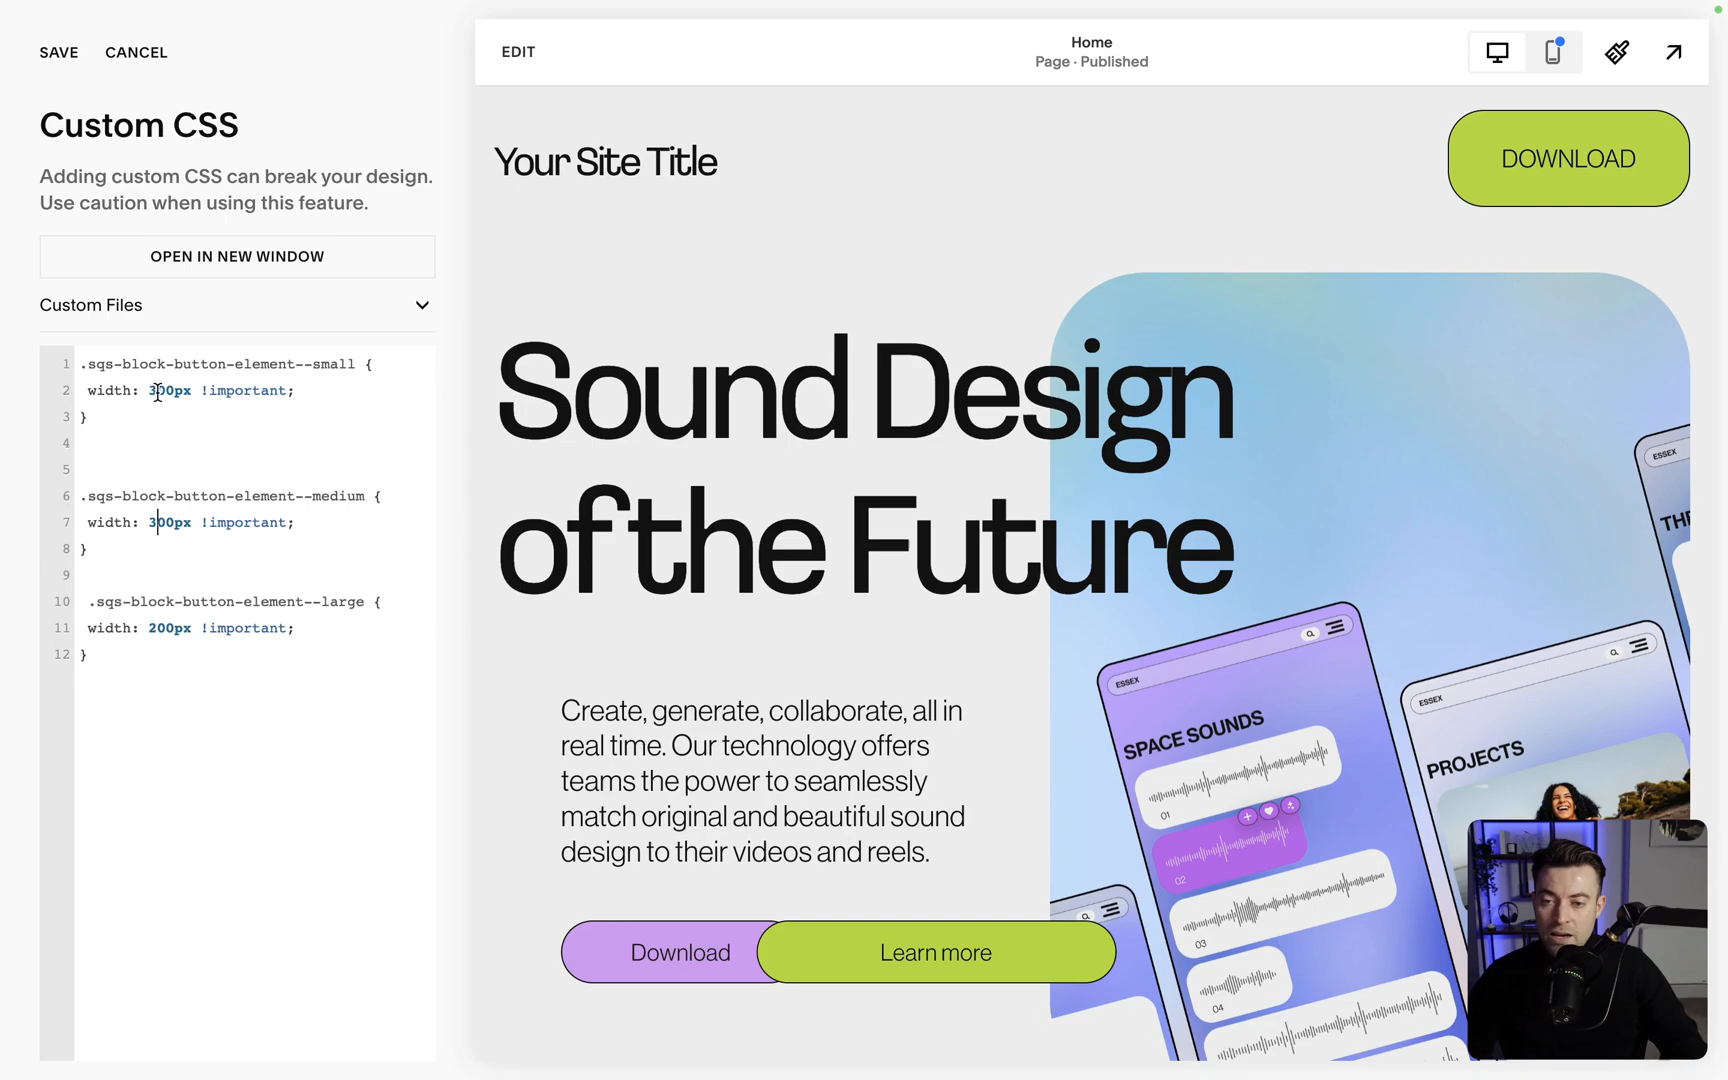 SAVE CANCEL
Custom CSS
Adding custom CSS can break your design.
Use caution when using this feature.
OPEN IN NEW WINDOW
Custom Files
1 .sqs-block-button-element--small {
2 width: 300px !important;
3 }
4
5
6 .sqs-block-button-element--medium {
7 width: 300px !important;
8 }
9
10 .sqs-block-button-element--large {
11 width: 200px !important;
12 }
EDIT
Home
Page · Published
Your Site Title
DOWNLOAD
Sound Design
of the Future
Create, generate, collaborate, all in
real time. Our technology offers
teams the power to seamlessly
match original and beautiful sound
design to their videos and reels.
Download
Learn more
ESSEX
SPACE SOUNDS
01
02
03
04
ESSEX
PROJECTS
ESSEX